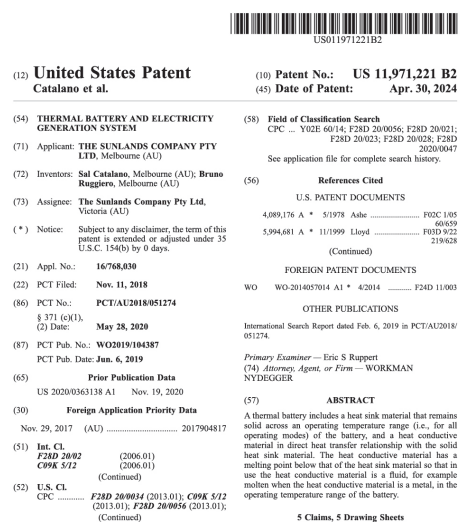 US011971221B2
(12) United States Patent
Catalano et al.
(10) Patent No.: US 11,971,221 B2
(45) Date of Patent: Apr. 30, 2024
(54) THERMAL BATTERY AND ELECTRICITY
GENERATION SYSTEM
(71) Applicant: THE SUNLANDS COMPANY PTY
LTD, Melbourne (AU)
(72) Inventors: Sal Catalano, Melbourne (AU); Bruno
Ruggiero, Melbourne (AU)
(73) Assignee: The Sunlands Company Pty Ltd,
Victoria (AU)
( * ) Notice: Subject to any disclaimer, the term of this
patent is extended or adjusted under 35
U.S.C. 154(b) by 0 days.
(21) Appl. No.: 16/768,030
(22) PCT Filed: Nov. 11, 2018
(86) PCT No.: PCT/AU2018/051274
§ 371 (c)(1),
(2) Date: May 28, 2020
(87) PCT Pub. No.: WO2019/104387
PCT Pub. Date: Jun. 6, 2019
(65) Prior Publication Data
US 2020/0363138 A1 Nov. 19, 2020
(30) Foreign Application Priority Data
Nov. 29, 2017 (AU) ................................ 2017904817
(51) Int. Cl.
F28D 20/02 (2006.01)
C09K 5/12 (2006.01)
(Continued)
(52) U.S. Cl.
CPC ............ F28D 20/0034 (2013.01); C09K 5/12
(2013.01); F28D 20/0056 (2013.01);
(Continued)
(58) Field of Classification Search
CPC ... Y02E 60/14; F28D 20/0056; F28D 20/021;
F28D 20/023; F28D 20/028; F28D
2020/0047
See application file for complete search history.
(56) References Cited
U.S. PATENT DOCUMENTS
4,089,176 A * 5/1978 Ashe ..................... F02C 1/05
60/659
5,994,681 A * 11/1999 Lloyd .................... F03D 9/22
219/628
(Continued)
FOREIGN PATENT DOCUMENTS
WO WO-2014057014 A1 * 4/2014 ............ F24D 11/003
OTHER PUBLICATIONS
International Search Report dated Feb. 6, 2019 in PCT/AU2018/
051274.
Primary Examiner — Eric S Ruppert
(74) Attorney, Agent, or Firm — WORKMAN
NYDEGGER
(57) ABSTRACT
A thermal battery includes a heat sink material that remains
solid across an operating temperature range (i.e., for all
operating modes) of the battery, and a heat conductive
material in direct heat transfer relationship with the solid
heat sink material. The heat conductive material has a
melting point below that of the heat sink material so that in
use the heat conductive material is a fluid, for example
molten when the heat conductive material is a metal, in the
operating temperature range of the battery.
5 Claims, 5 Drawing Sheets